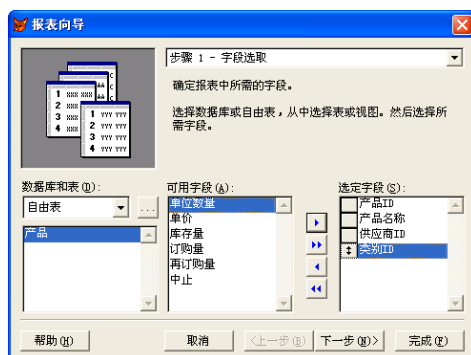 报表向导
步骤 1 - 字段选取
确定报表中所需的字段。
选择数据库或自由表，从中选择表或视图。然后选择所
需字段。
数据库和表(D):
可用字段(A):
选定字段(S):
自由表
...
产品
单位数量
单价
库存量
订购量
再订购量
中止
产品ID
产品名称
供应商ID
类别ID
帮助(H)
取消
<上一步(B)
下一步(N)>
完成(F)